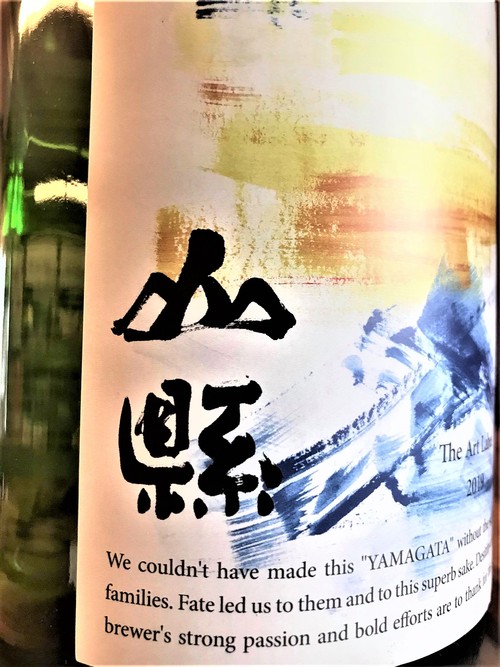 山
縣
The Art
2018
We couldn't have made this "YAMAGATA" without
families. Fate led us to them and to this superb sake.
brewer's strong passion and bold efforts are to thank